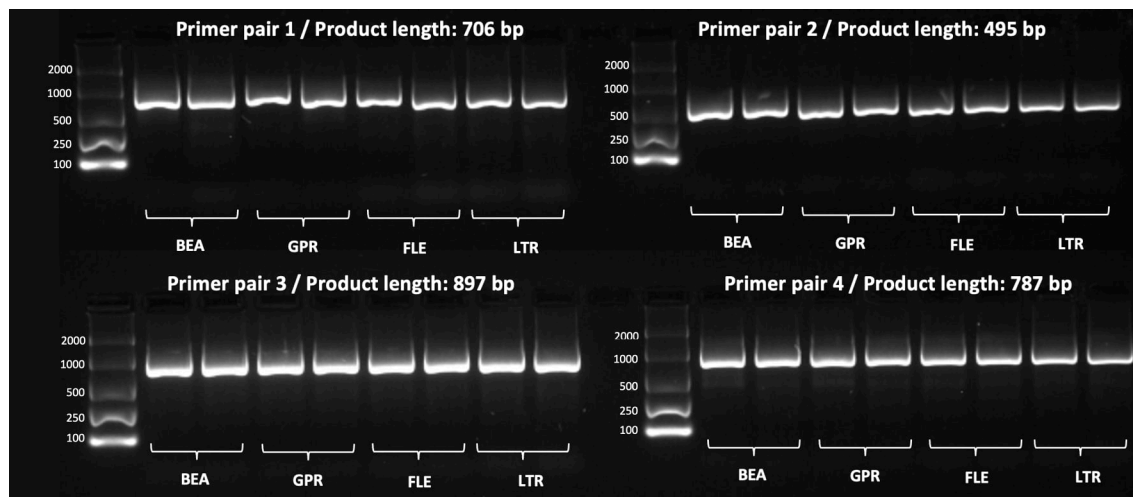 Primer pair 1 / Product length: 706 bp
2000
1000
500
250
100
BEA GPR FLE LTR
Primer pair 2 / Product length: 495 bp
2000
1000
500
250
100
BEA GPR FLE LTR
Primer pair 3 / Product length: 897 bp
2000
1000
500
250
100
BEA GPR FLE LTR
Primer pair 4 / Product length: 787 bp
2000
1000
500
250
100
BEA GPR FLE LTR